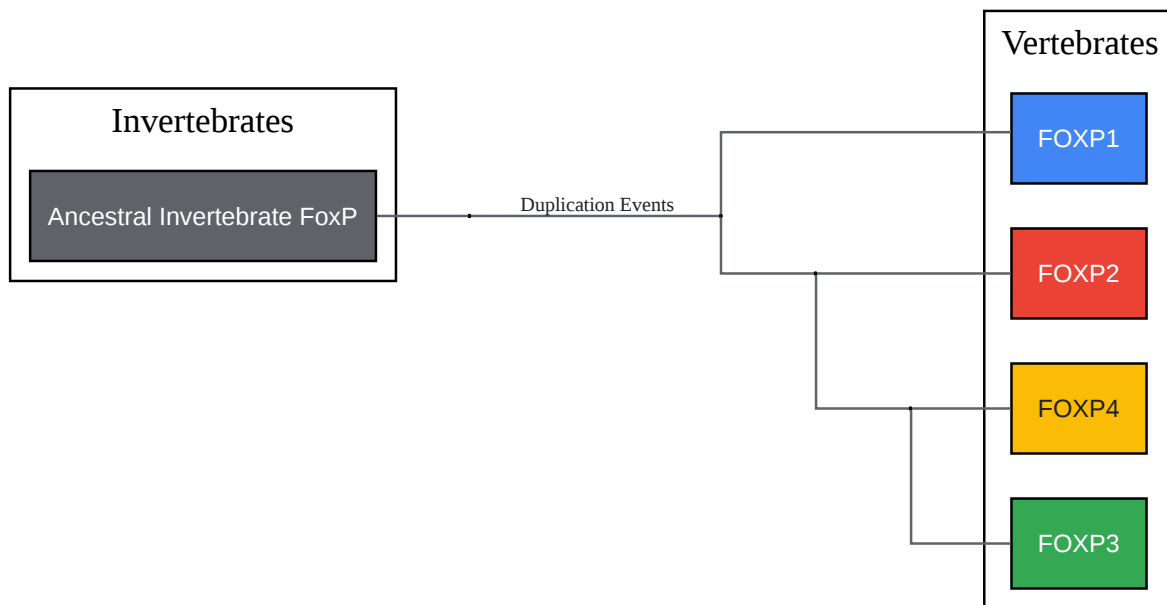 Vertebrates
Invertebrates
Ancestral Invertebrate FoxP
Duplication Events
FOXP1
FOXP2
FOXP4
FOXP3